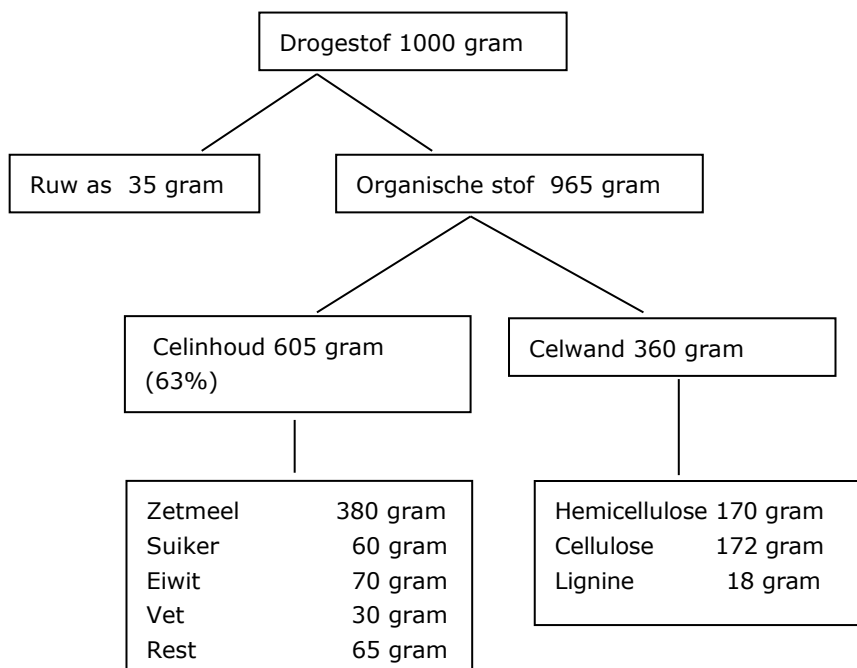 Drogestof 1000 gram
Ruw as 35 gram
Organische stof 965 gram
Celinhoud 605 gram
(63%)
Celwand 360 gram
Zetmeel 380 gram
Suiker 60 gram
Eiwit 70 gram
Vet 30 gram
Rest 65 gram
Hemicellulose 170 gram
Cellulose 172 gram
Lignine 18 gram